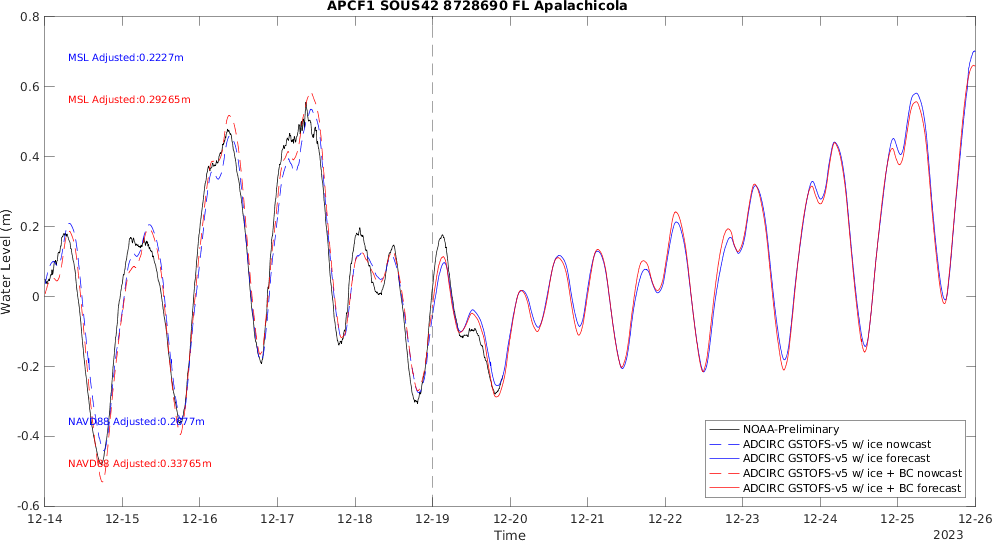 APCF1 SOUS42 8728690 FL Apalachicola
0.8
0.6
0.4
0.2
0
-0.2
-0.4
-0.6
Water Level (m)
MSL Adjusted:0.2227m
MSL Adjusted:0.29265m
NAVD88 Adjusted:0.2677m
NAVD88 Adjusted:0.33765m
NOAA-Preliminary
ADCIRC GSTOFS-v5 w/ ice nowcast
ADCIRC GSTOFS-v5 w/ ice forecast
ADCIRC GSTOFS-v5 w/ ice + BC nowcast
ADCIRC GSTOFS-v5 w/ ice + BC forecast
12-14 12-15 12-16 12-17 12-18 12-19 12-20 12-21 12-22 12-23 12-24 12-25 12-26
Time
2023